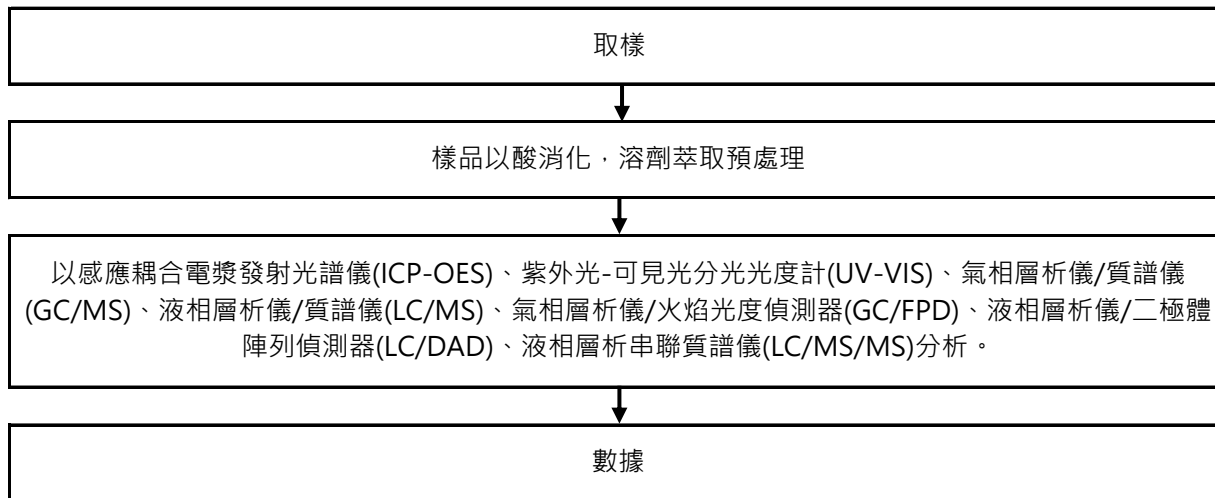 取樣
樣品以酸消化，溶劑萃取預處理
以感應耦合電漿發射光譜儀(ICP-OES)、紫外光-可見光分光光度計(UV-VIS)、氣相層析儀/質譜儀
(GC/MS)、液相層析儀/質譜儀(LC/MS)、氣相層析儀/火焰光度偵測器(GC/FPD)、液相層析儀/二極體
陣列偵測器(LC/DAD)、液相層析串聯質譜儀(LC/MS/MS)分析。
數據